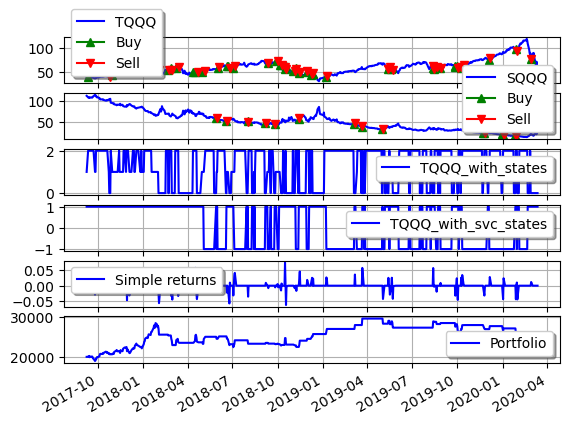 TQQQ
Buy
Sell
100
50
SQQQ
Buy
Sell
100
50
2
0
TQQQ_with_states
1
0
−1
TQQQ_with_svc_states
0.05
0.00
−0.05
Simple returns
30000
20000
Portfolio
2017-10 2018-01 2018-04 2018-07 2018-10 2019-01 2019-04 2019-07 2019-10 2020-01 2020-04